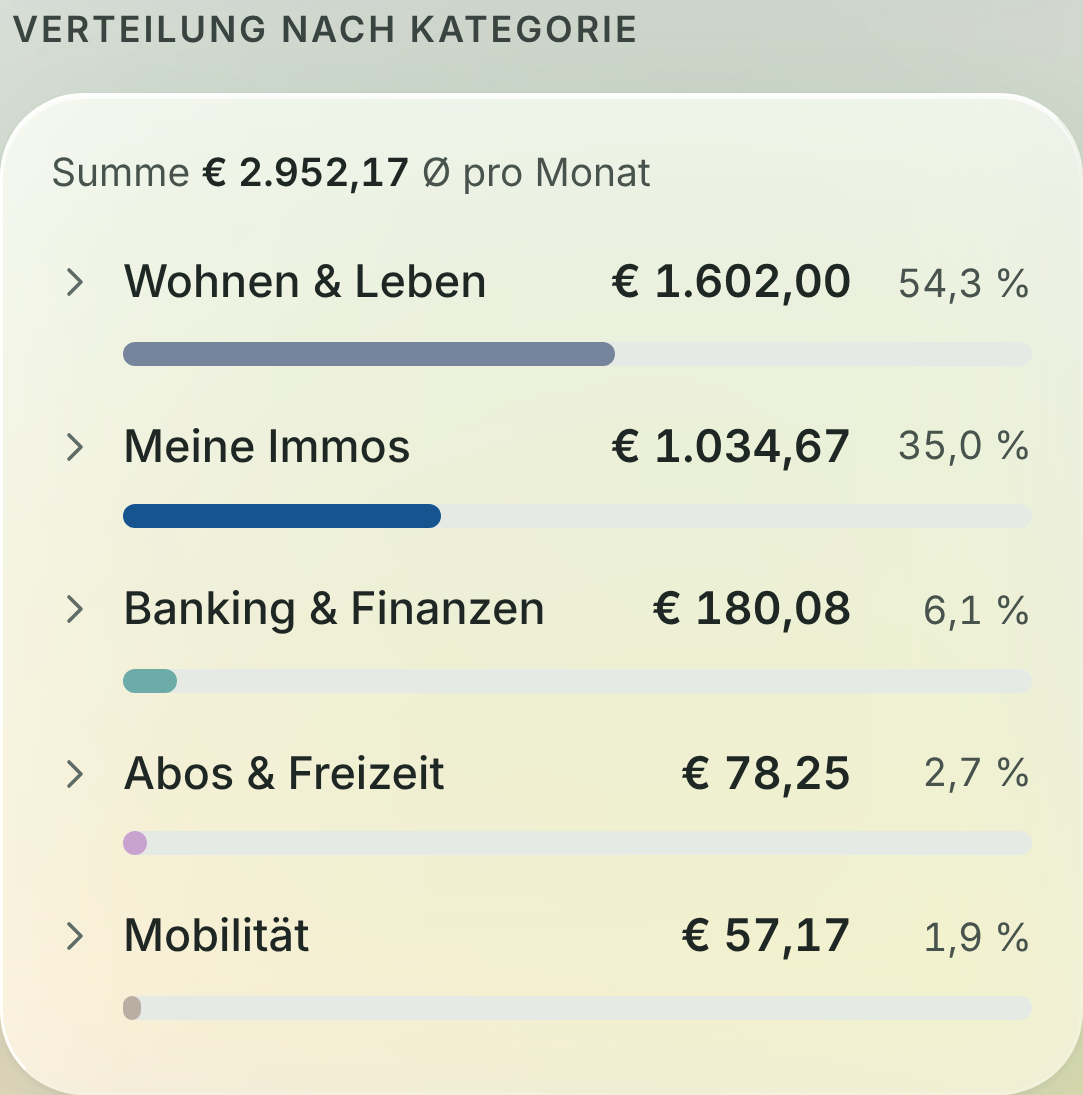 VERTEILUNG NACH KATEGORIE
Summe € 2.952,17 Ø pro Monat
Wohnen & Leben € 1.602,00 54,3 %
Meine Immos € 1.034,67 35,0 %
Banking & Finanzen € 180,08 6,1 %
Abos & Freizeit € 78,25 2,7 %
Mobilität € 57,17 1,9 %